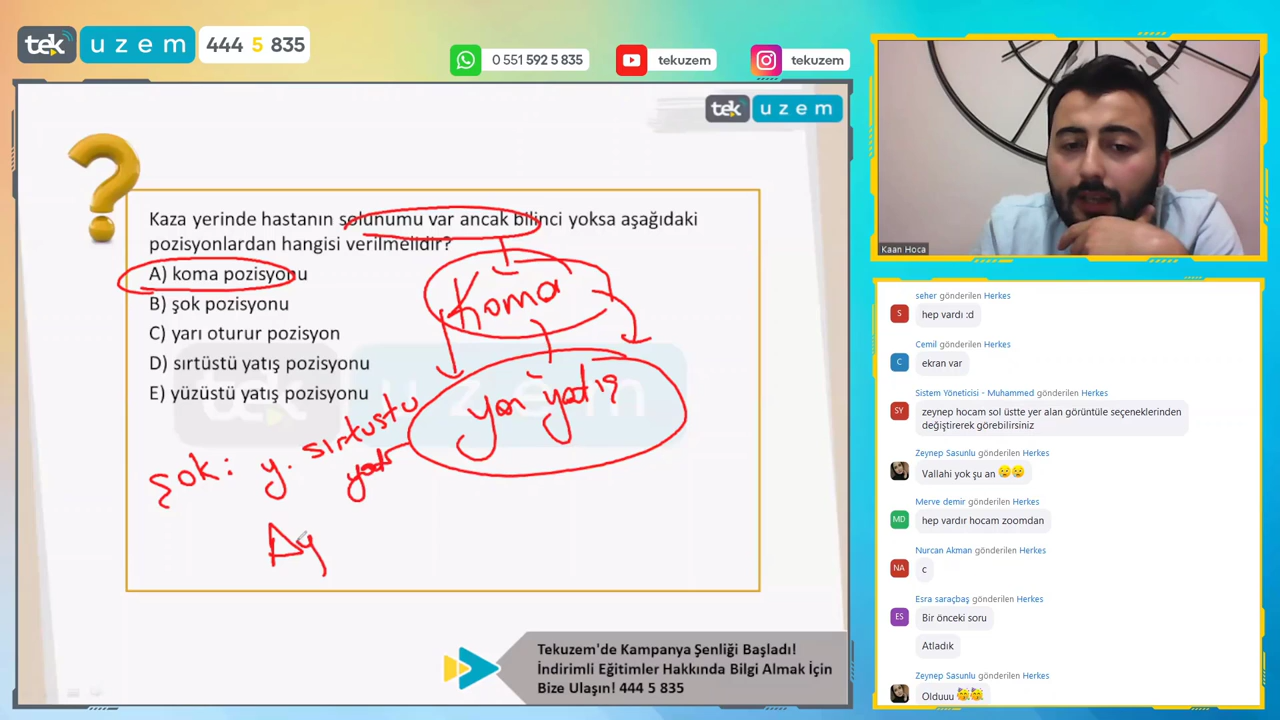 tek uzem 444 5 835
0 551 592 5 835 tekuzem tekuzem
tek uzem
Kaza yerinde hastanın solunumu var ancak bilinci yoksa aşağıdaki
pozisyonlardan hangisi verilmelidir?
A) koma pozisyonu
B) şok pozisyonu
C) yarı oturur pozisyon
D) sırtüstü yatış pozisyonu
E) yüzüstü yatış pozisyonu
Koma
yan yatış
şok: y. sırtüstü
Ay
Tekuzem'de Kampanya Şenliği Başladı!
İndirimli Eğitimler Hakkında Bilgi Almak İçin
Bize Ulaşın! 444 5 835
Kaan Hoca
seher gönderilen Herkes
S hep vardı :d
Cemil gönderilen Herkes
C ekran var
Sistem Yöneticisi - Muhammed gönderilen Herkes
SY zeynep hocam sol üstte yer alan görüntüle seçeneklerinden
değiştirerek görebilirsiniz
Zeynep Sasunlu gönderilen Herkes
Vallahi yok şu an 😉😉
Merve demir gönderilen Herkes
MD hep vardır hocam zoomdan
Nurcan Akman gönderilen Herkes
NA c
Esra saraçbaş gönderilen Herkes
ES Bir önceki soru
Atladık
Zeynep Sasunlu gönderilen Herkes
Olduuu 🥳🥳